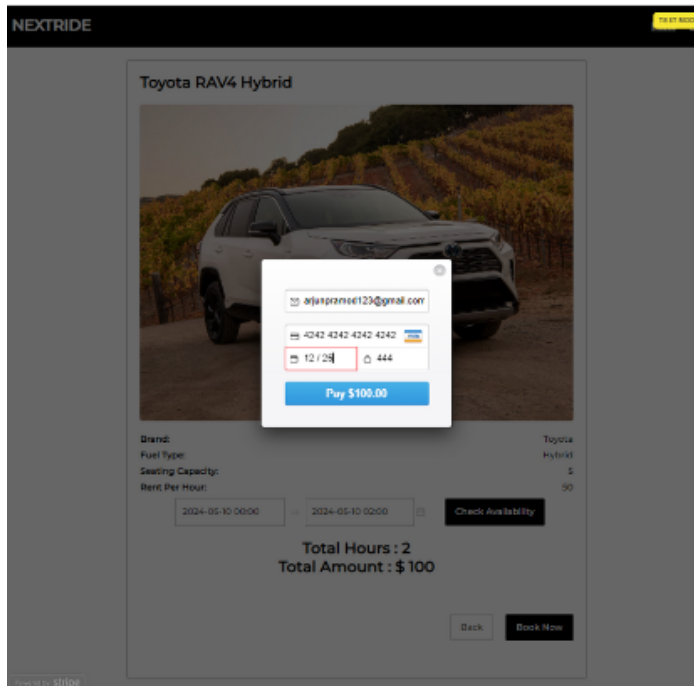 NEXTRIDE
Toyota RAV4 Hybrid
arjunpramod123@gmail.com
4242 4242 4242 4242
12 / 25
444
Pay $100.00
Brand: Toyota
Fuel Type: Hybrid
Seating Capacity: 5
Rent Per Hour: 50
2024-05-10 00:00 → 2024-05-10 02:00 Check Availability
Total Hours : 2
Total Amount : $ 100
Back Book Now
Powered by stripe